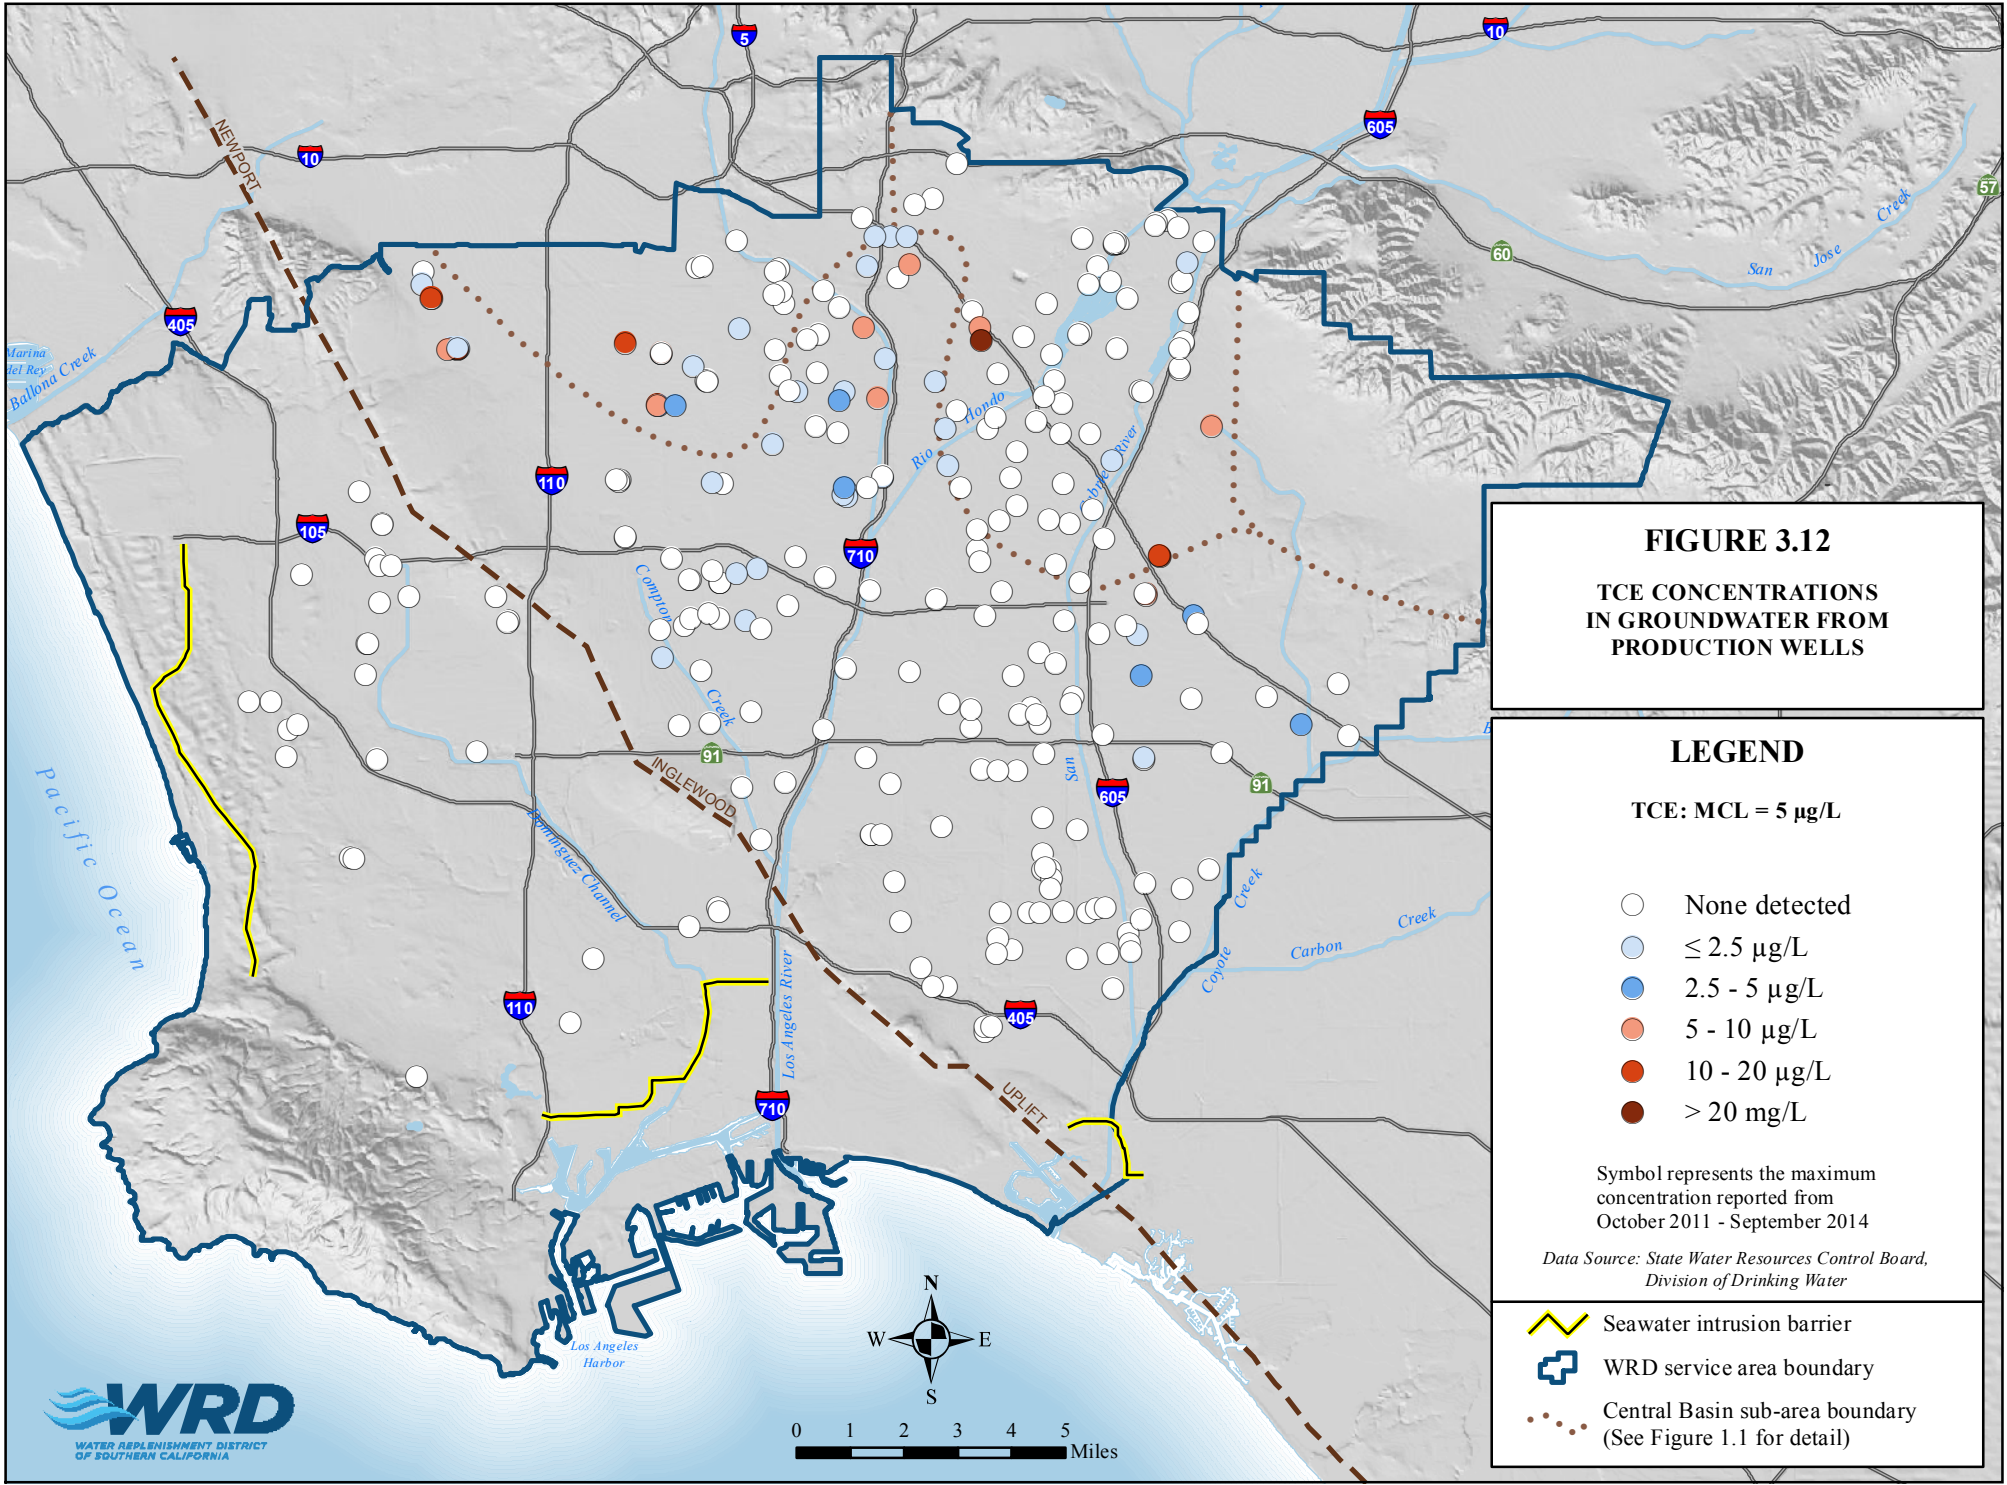 5
10
605
10
57
NEWPORT
60
Creek
Jose
San
405
Marina
del Rey
Ballona Creek
Hondo
Rio
River
110
105
710
FIGURE 3.12
TCE CONCENTRATIONS
IN GROUNDWATER FROM
PRODUCTION WELLS
Compton
Creek
91
INGLEWOOD
San
605
91
Pacific Ocean
Dominguez Channel
LEGEND
TCE: MCL = 5 µg/L
None detected
≤ 2.5 µg/L
2.5 - 5 µg/L
5 - 10 µg/L
10 - 20 µg/L
> 20 mg/L
Symbol represents the maximum
concentration reported from
October 2011 - September 2014
Data Source: State Water Resources Control Board,
Division of Drinking Water
Coyote
Creek
Carbon
Creek
Los Angeles River
110
405
710
UPLIFT
Seawater intrusion barrier
WRD service area boundary
Central Basin sub-area boundary
(See Figure 1.1 for detail)
Los Angeles
Harbor
N
W
E
S
0 1 2 3 4 5
Miles
WRD
WATER REPLENISHMENT DISTRICT
OF SOUTHERN CALIFORNIA